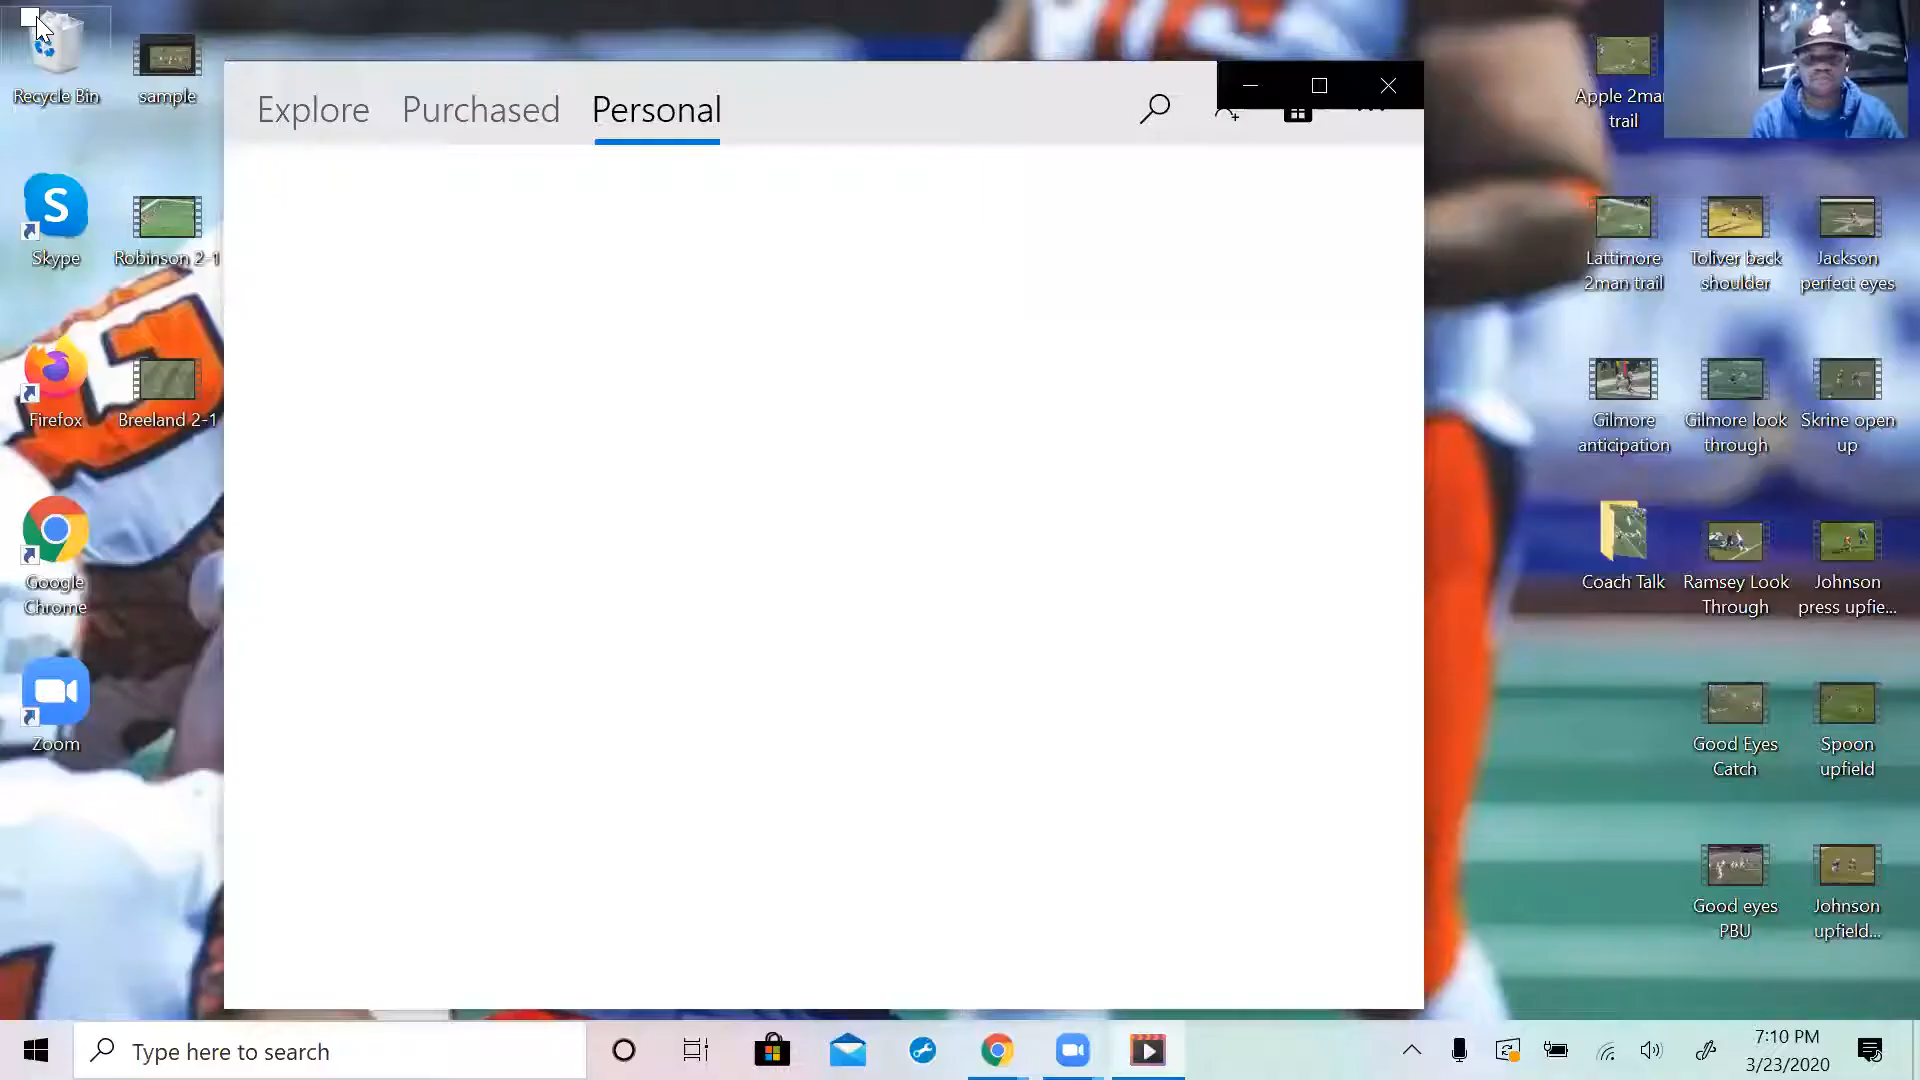 Explore Purchased Personal
Recycle Bin
sample
S
Skype
Robinson 2-1
Firefox
Breeland 2-1
Google
Chrome
Zoom
Apple 2mar
trail
Lattimore
2man trail
Toliver back
shoulder
Jackson
perfect eyes
Gilmore
anticipation
Gilmore look
through
Skrine open
up
Coach Talk
Ramsey Look
Through
Johnson
press upfie...
Good Eyes
Catch
Spoon
upfield
Good eyes
PBU
Johnson
upfield...
Type here to search
7:10 PM
3/23/2020